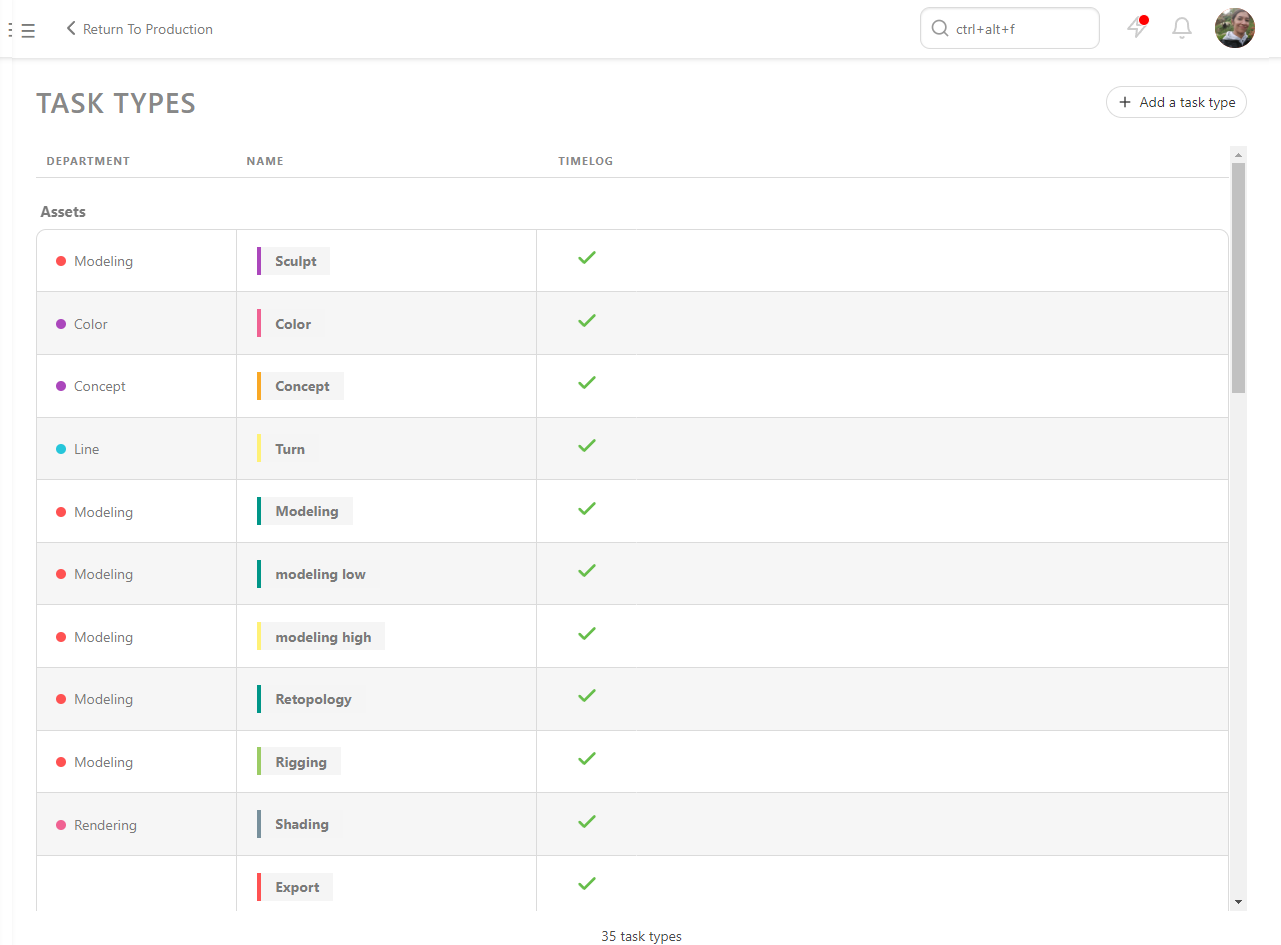 Return To Production
ctrl+alt+f
TASK TYPES
Add a task type
DEPARTMENT NAME TIMELOG
Assets
Modeling Sculpt
Color Color
Concept Concept
Line Turn
Modeling Modeling
Modeling modeling low
Modeling modeling high
Modeling Retopology
Modeling Rigging
Rendering Shading
Export
35 task types